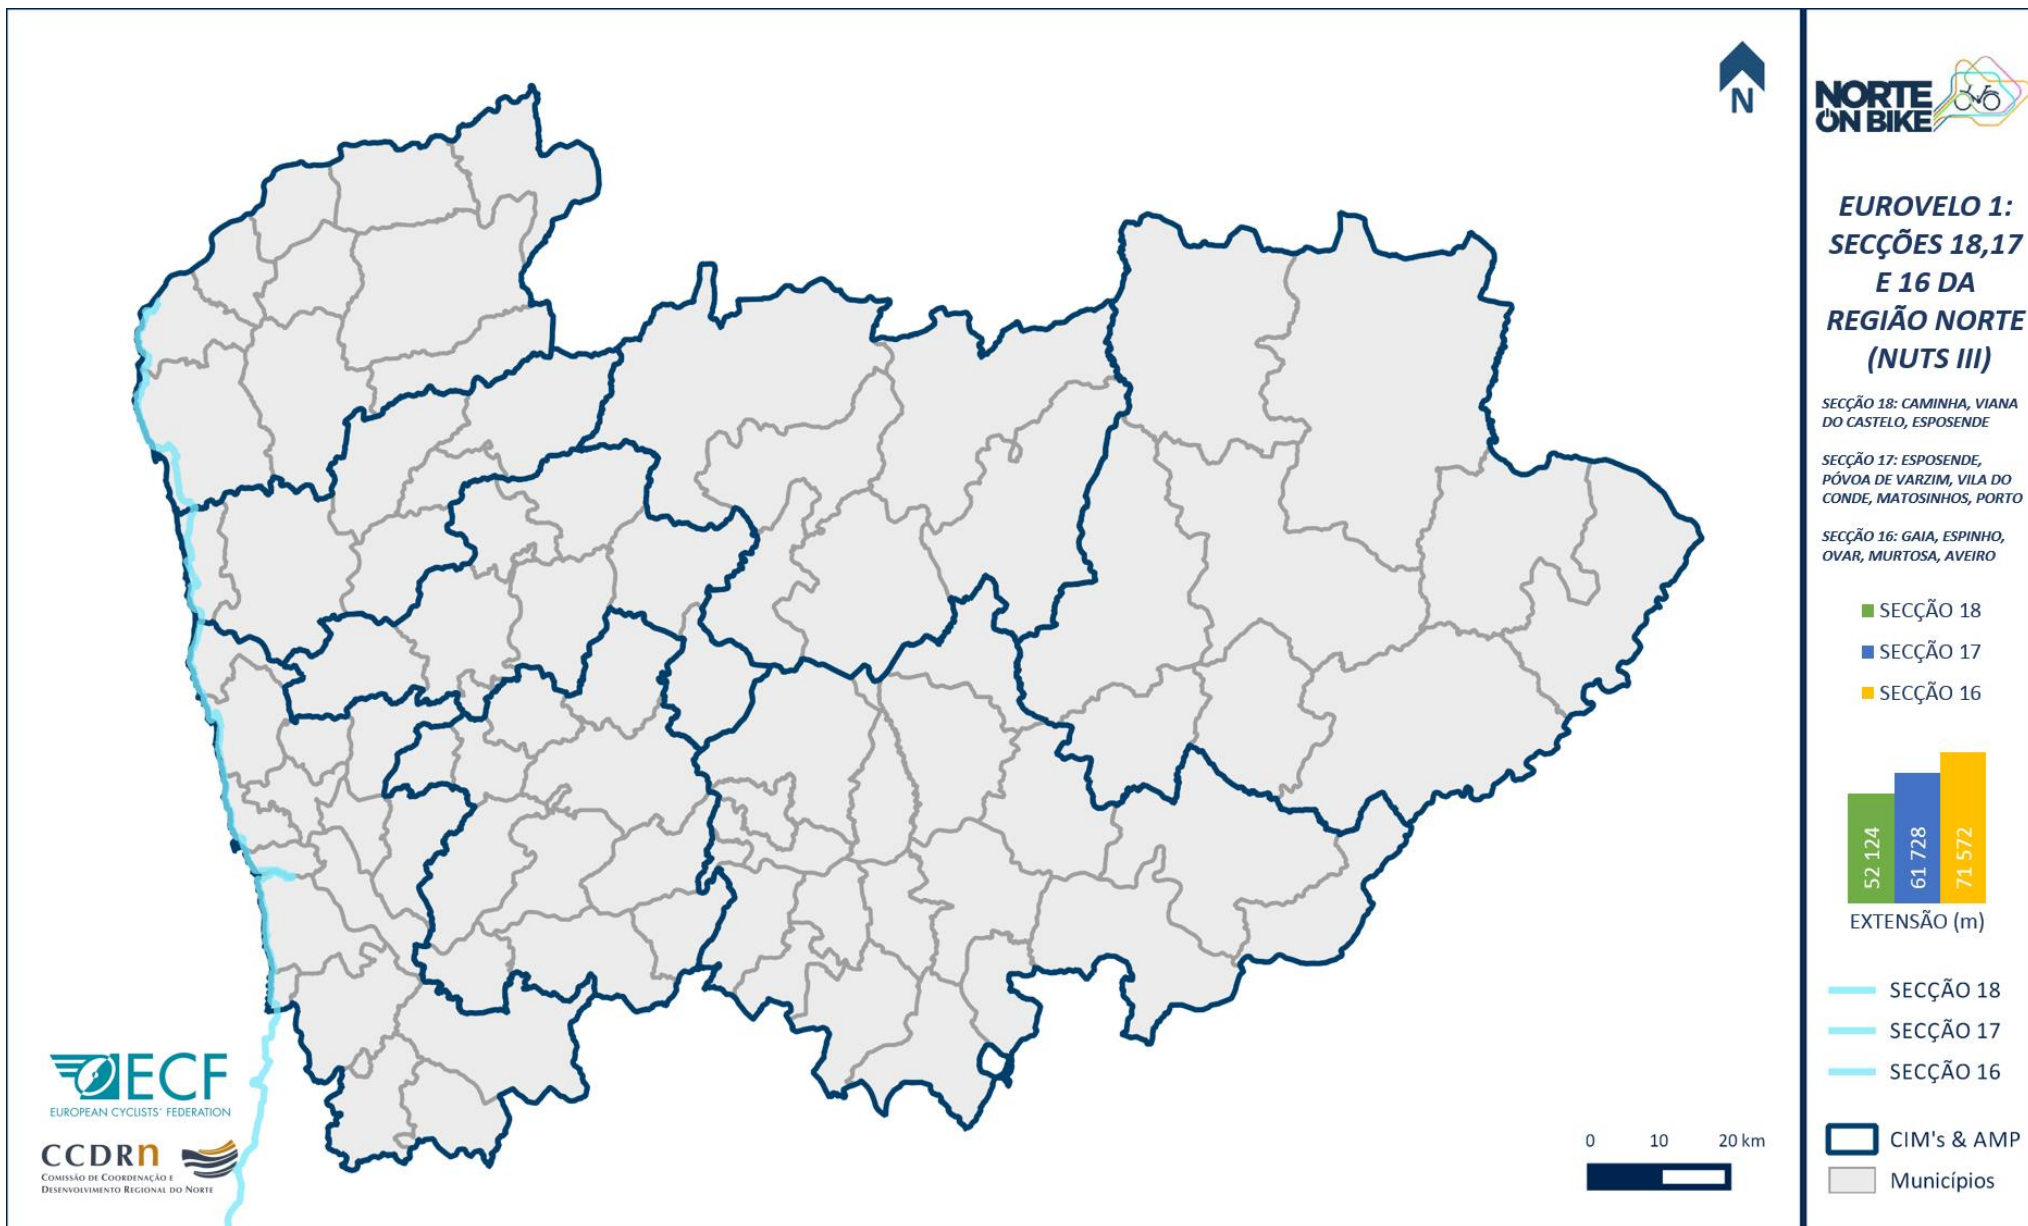 N
NORTE
ON BIKE
EUROVELO 1:
SECÇÕES 18,17
E 16 DA
REGIÃO NORTE
(NUTS III)
SECÇÃO 18: CAMINHA, VIANA
DO CASTELO, ESPOSENDE
SECÇÃO 17: ESPOSENDE,
PÓVOA DE VARZIM, VILA DO
CONDE, MATOSINHOS, PORTO
SECÇÃO 16: GAIA, ESPINHO,
OVAR, MURTOSA, AVEIRO
SECÇÃO 18
SECÇÃO 17
SECÇÃO 16
52 124
61 728
71 572
EXTENSÃO (m)
SECÇÃO 18
SECÇÃO 17
SECÇÃO 16
CIM's & AMP
Municípios
0 10 20 km
ECF
EUROPEAN CYCLISTS' FEDERATION
CCDRn
COMISSÃO DE COORDENAÇÃO E
DESENVOLVIMENTO REGIONAL DO NORTE